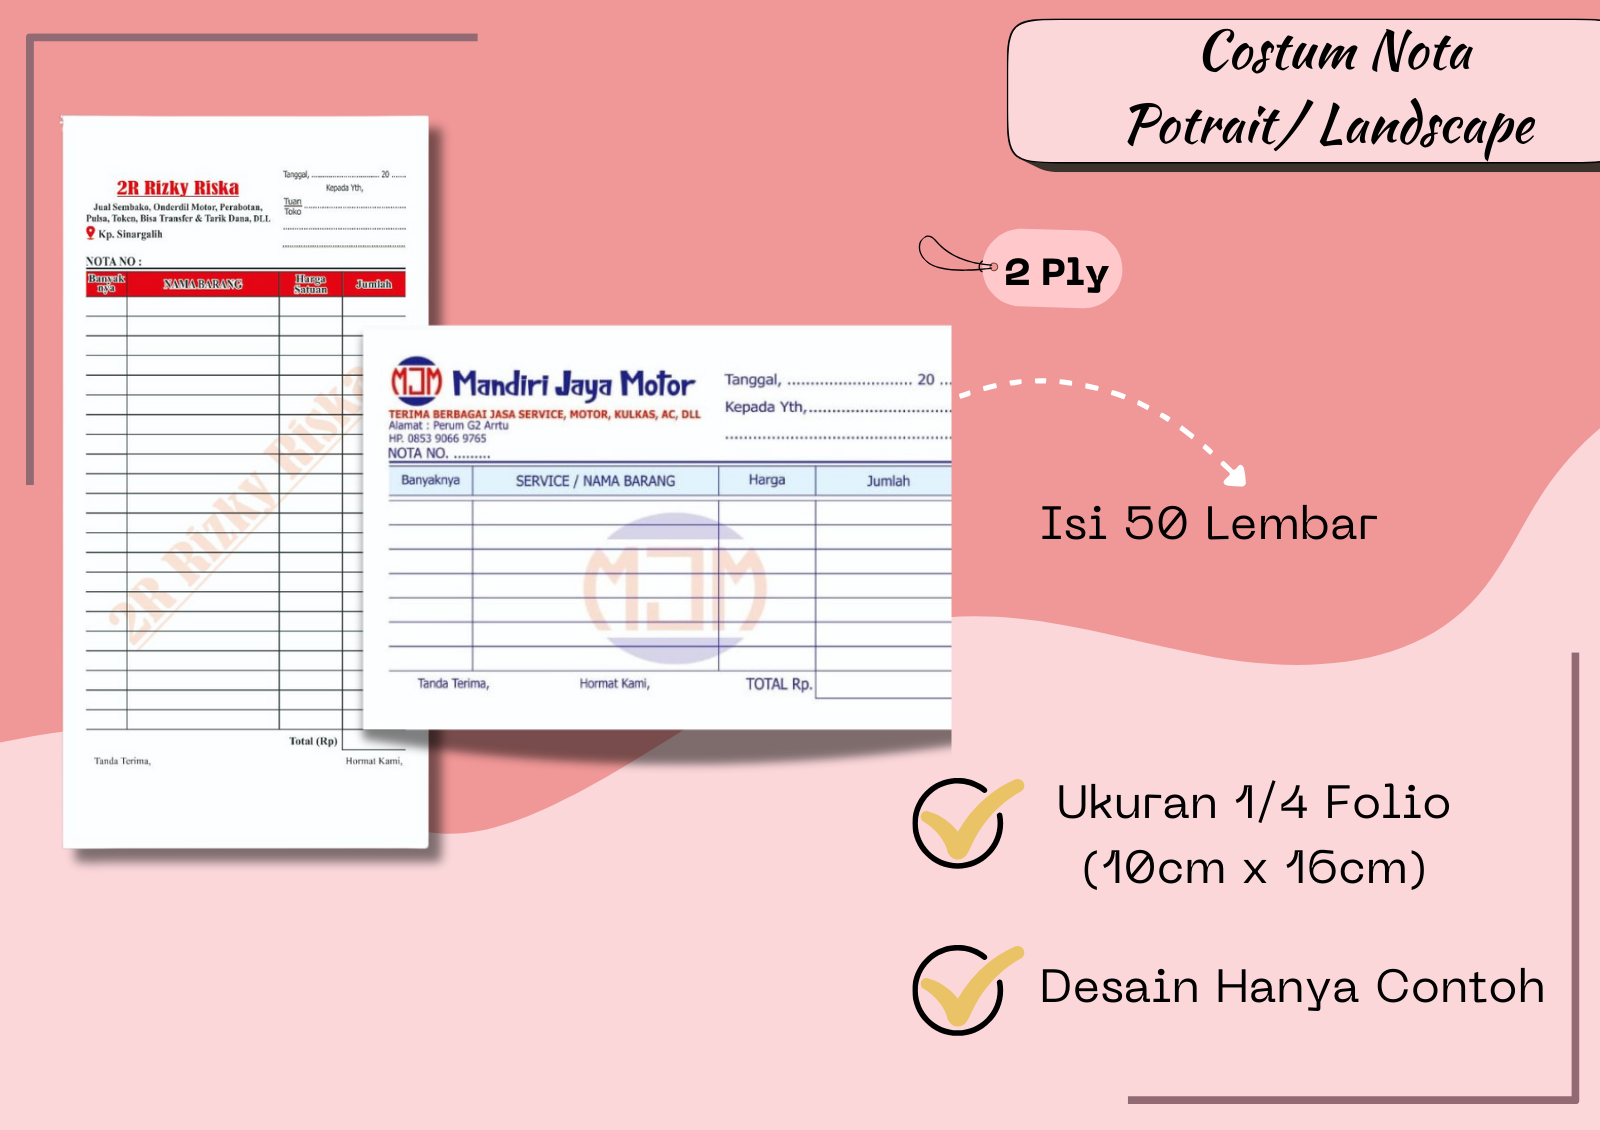 Costum Nota
Potrait/ Landscape
2R Rizky Riska
Jual Sembako, Onderdil Motor, Perabotan,
Pulsa, Token, Bisa Transfer & Tarik Dana, DLL
Kp. Sinargalih
Tanggal, .................................. 20 .......
Kepada Yth,
Tuan
Toko
NOTA NO :
Banyak nya NAMA BARANG Harga Satuan Jumlah
2R Rizky Riska
Total (Rp)
Tanda Terima, Hormat Kami,
MJM Mandiri Jaya Motor
TERIMA BERBAGAI JASA SERVICE, MOTOR, KULKAS, AC, DLL
Alamat : Perum G2 Arrtu
HP. 0853 9066 9765
NOTA NO. .........
Tanggal, ............................ 20 ...
Kepada Yth,................................
Banyaknya SERVICE / NAMA BARANG Harga Jumlah
MJM
Tanda Terima, Hormat Kami, TOTAL Rp.
2 Ply
Isi 50 Lembar
Ukuran 1/4 Folio
(10cm x 16cm)
Desain Hanya Contoh